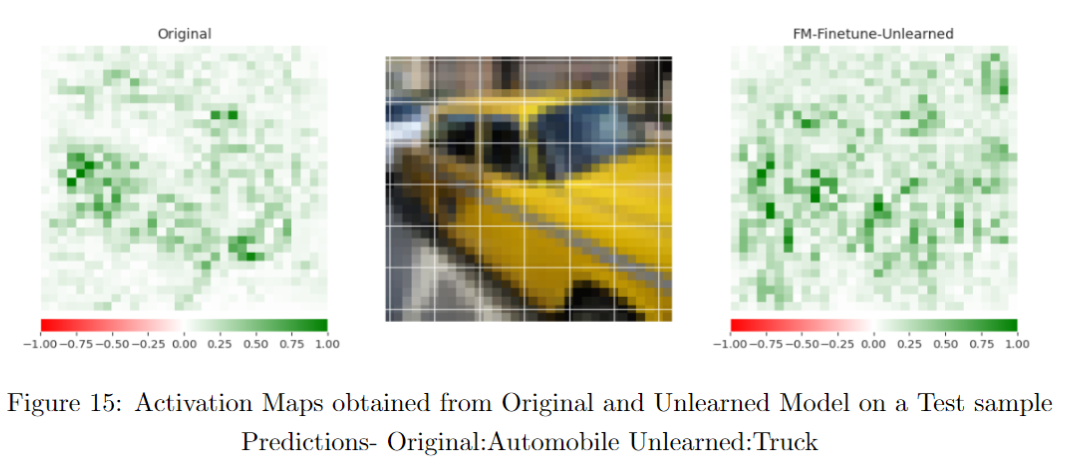 Original
FM-Finetune-Unlearned
−1.00 −0.75 −0.50 −0.25 0.00 0.25 0.50 0.75 1.00
−1.00 −0.75 −0.50 −0.25 0.00 0.25 0.50 0.75 1.00
Figure 15: Activation Maps obtained from Original and Unlearned Model on a Test sample
Predictions- Original:Automobile Unlearned:Truck